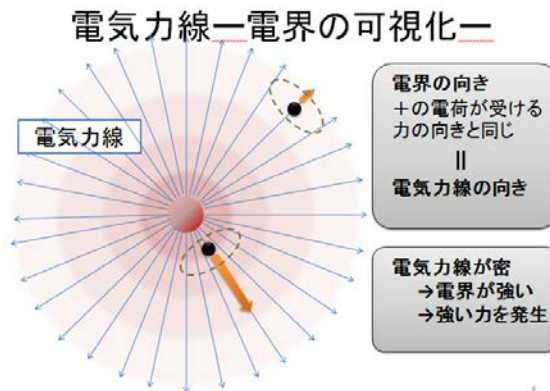 電気力線―電界の可視化―
電気力線
電界の向き
+の電荷が受ける
力の向きと同じ
||
電気力線の向き
電気力線が密
→電界が強い
→強い力を発生